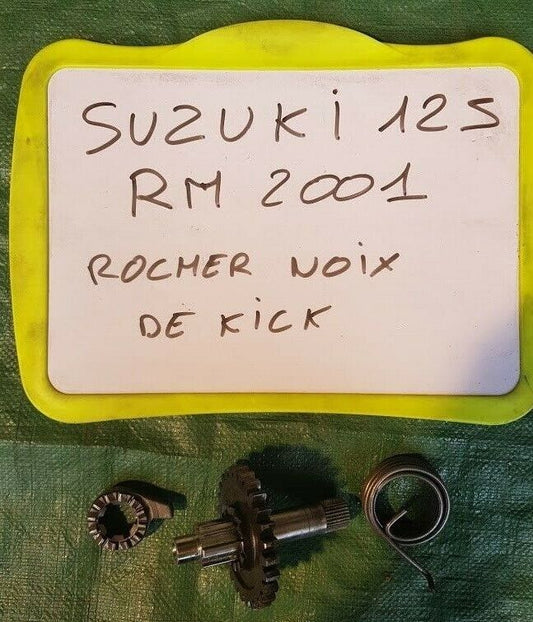 SUZUKi 125
RM 2001
ROCHER NOiX
DE KiCK